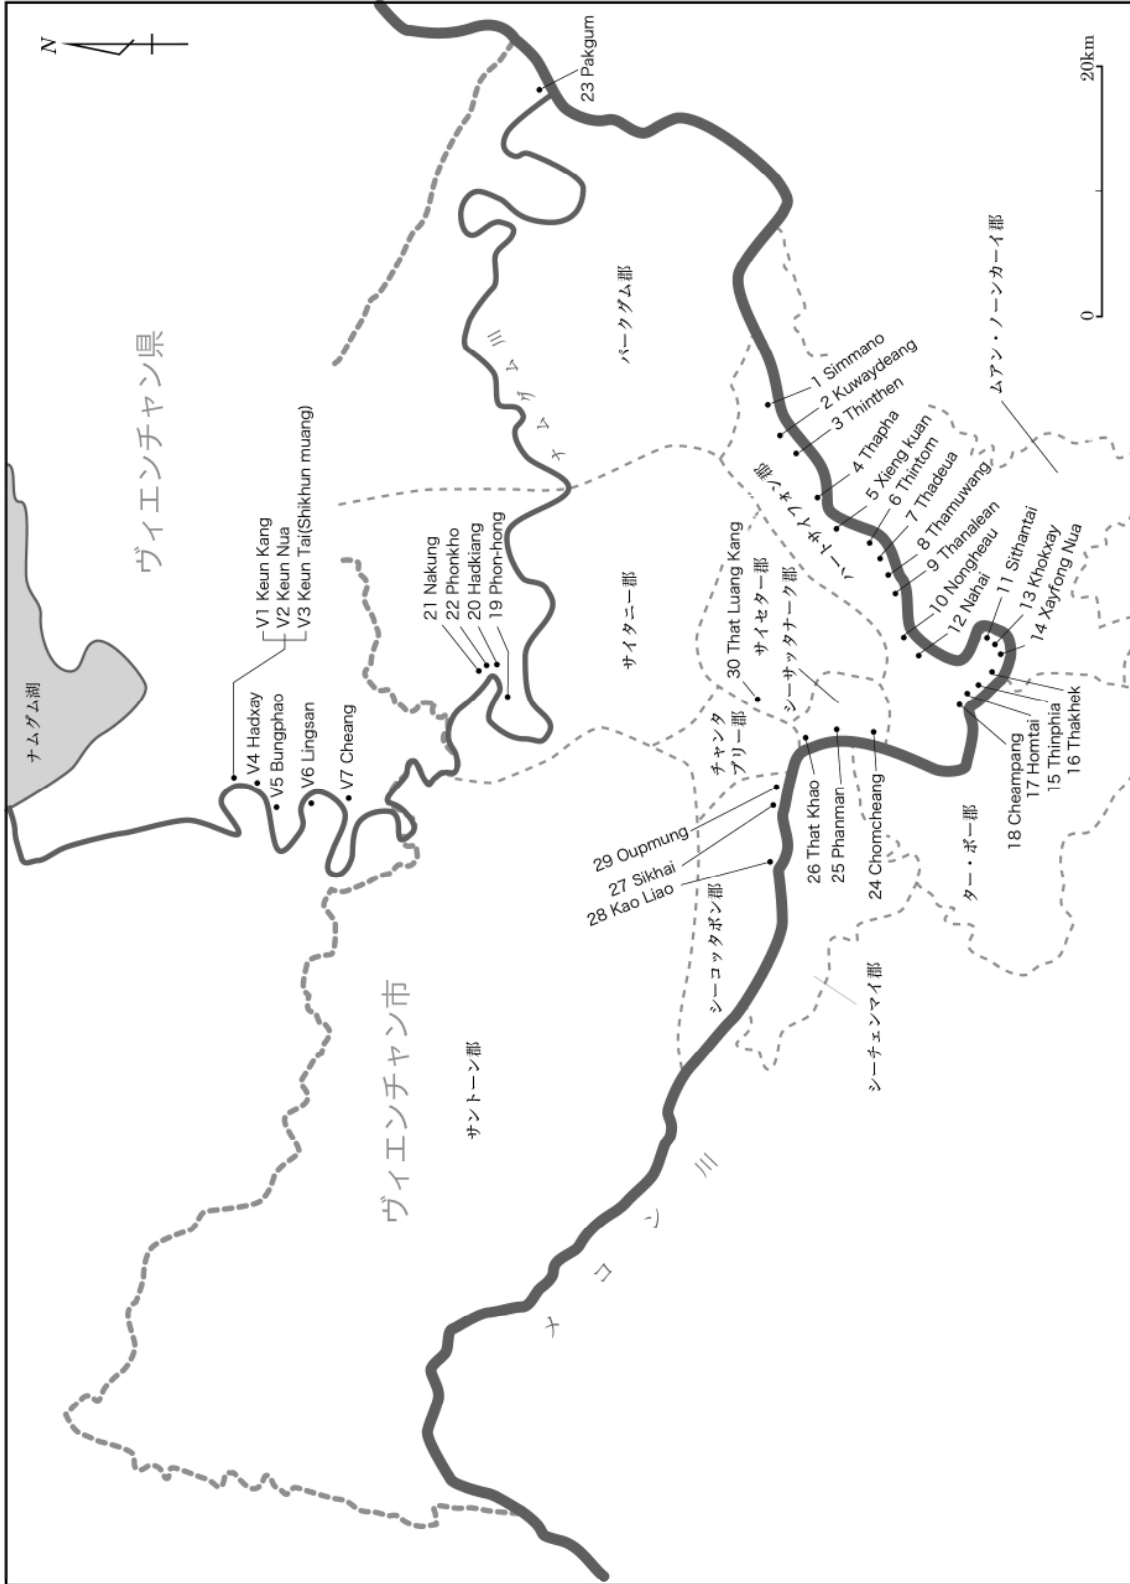 N
ナムグム湖
ヴィエンチャン県
V1 Keun Kang
V2 Keun Nua
V3 Keun Tai(Shikhun muang)
V4 Hadxay
V5 Bungphao
V6 Lingsan
V7 Cheang
21 Nakung
22 Phonkho
20 Hadkiang
19 Phon-hong
ナムグム川
23 Pakgum
パークグム郡
ヴィエンチャン市
サントーン郡
サイタニー郡
30 That Luang Kang
サイセター郡
シーサッタナーク郡
ハートサイフォン郡
チャンタ
ブリー郡
シーコッタボン郡
29 Oupmung
27 Sikhai
28 Kao Liao
26 That Khao
25 Phanman
24 Chomcheang
1 Simmano
2 Kuwaydeang
3 Thinthen
4 Thapha
5 Xieng kuan
6 Thintom
7 Thadeua
8 Thamuwang
9 Thanalean
10 Nongheau
12 Nahai
11 Sithantai
13 Khokxay
14 Xayfong Nua
18 Cheampang
17 Homtai
15 Thinphia
16 Thakhek
メコン川
シーチェンマイ郡
ター・ボー郡
ムアン・ノーンカーイ郡
0
20km